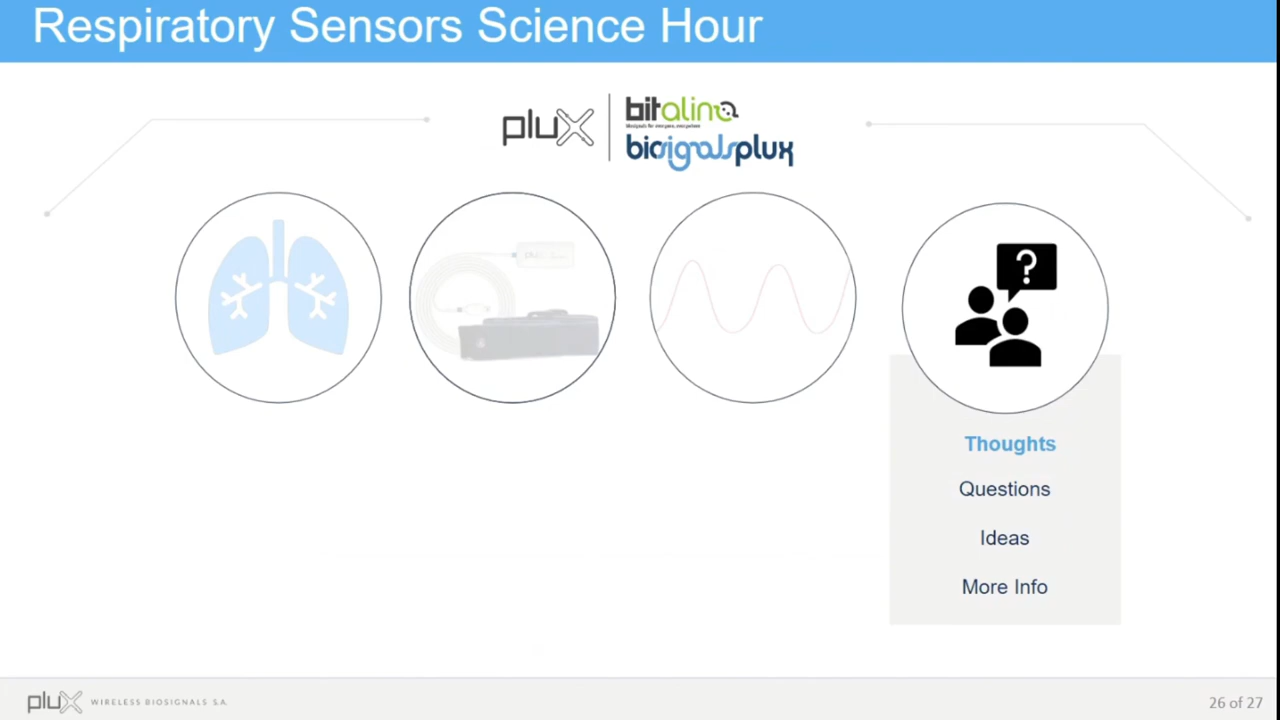 Respiratory Sensors Science Hour
plux
bitalino
biosignalsplux
?
Thoughts
Questions
Ideas
More Info
plux WIRELESS BIOSIGNALS S.A.
26 of 27